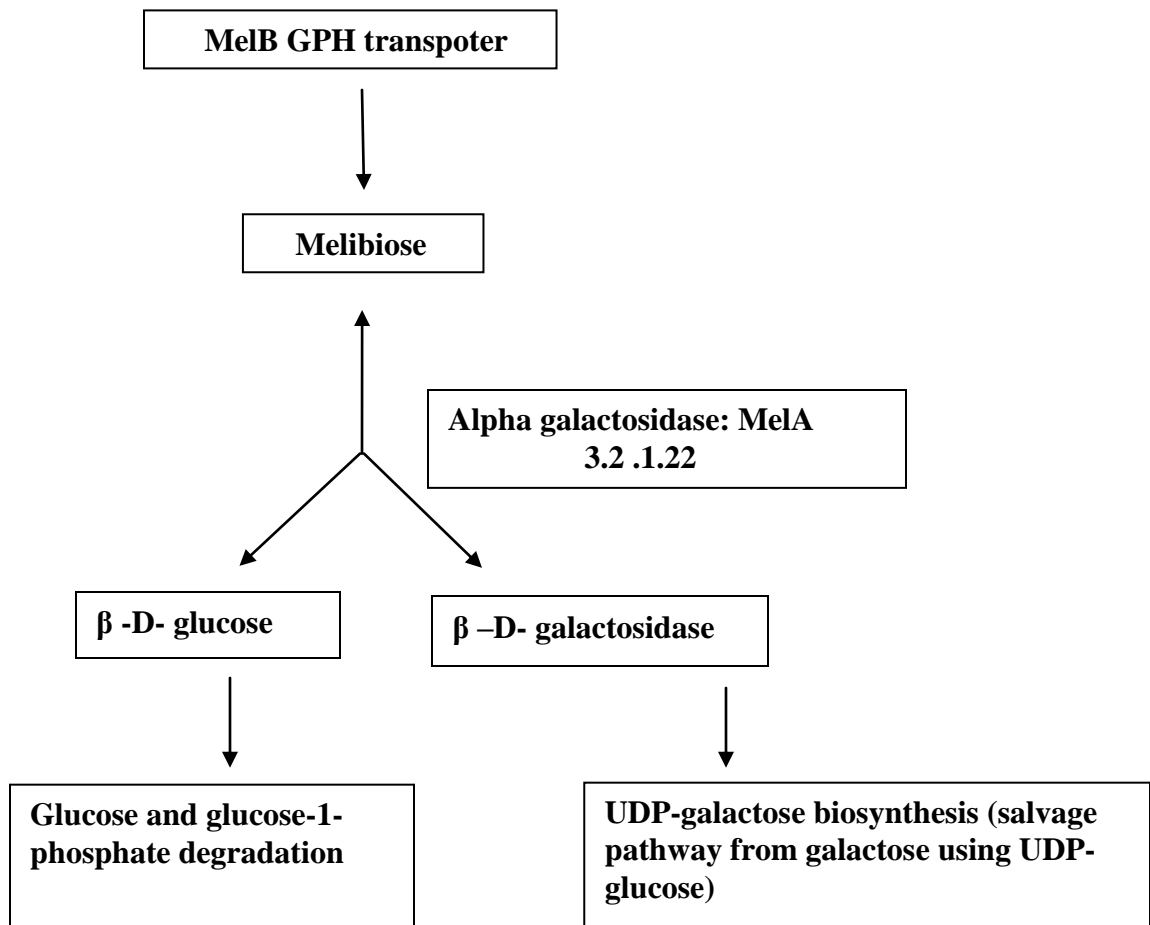 MelB GPH transpoter
Melibiose
Alpha galactosidase: MelA
3.2 .1.22
β -D- glucose
β –D- galactosidase
Glucose and glucose-1-
phosphate degradation
UDP-galactose biosynthesis (salvage
pathway from galactose using UDP-
glucose)